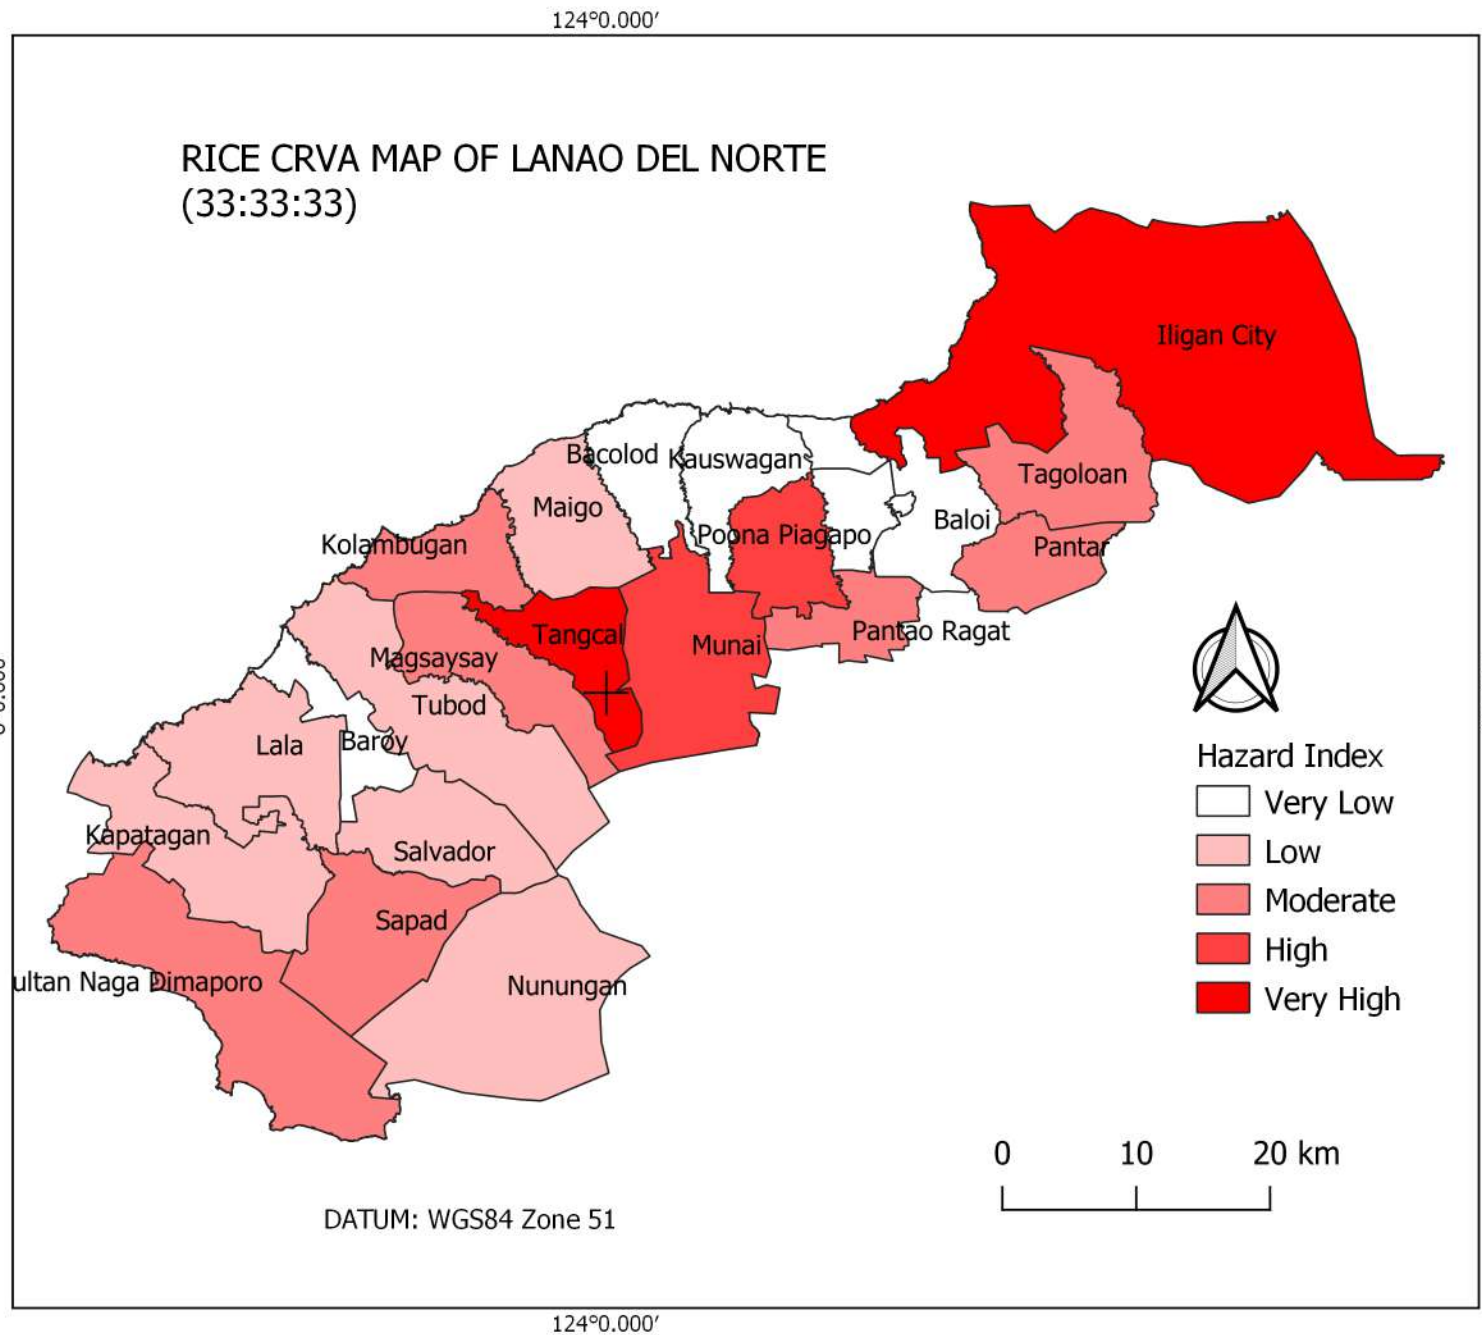 124°0.000′
RICE CRVA MAP OF LANAO DEL NORTE
(33:33:33)
Iligan City
Bacolod
Kauswagan
Tagoloan
Maigo
Baloi
Poona Piagapo
Kolambugan
Pantar
Tangcal
Munai
Pantao Ragat
Magsaysay
Tubod
Lala
Baroy
Kapatagan
Salvador
Sapad
ultan Naga Dimaporo
Nunungan
Hazard Index
Very Low
Low
Moderate
High
Very High
0 10 20 km
DATUM: WGS84 Zone 51
124°0.000′